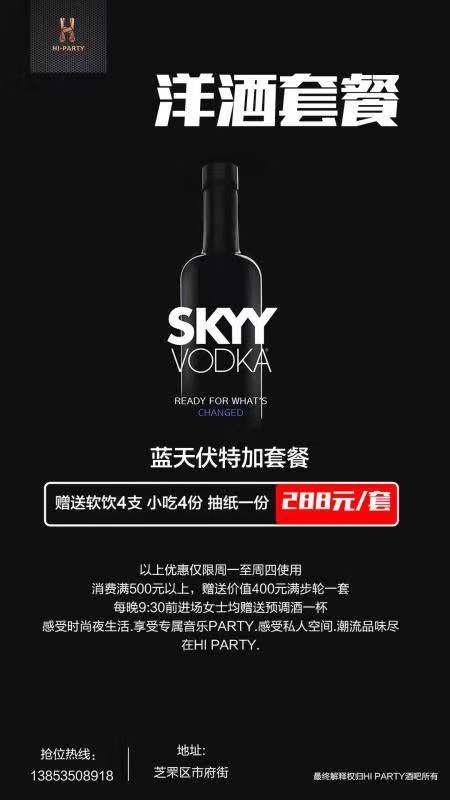 HI-PARTY
洋酒套餐
SKYY
VODKA
READY FOR WHAT'S
CHANGED
蓝天伏特加套餐
赠送软饮4支 小吃4份 抽纸一份 288元/套
以上优惠仅限周一至周四使用
消费满500元以上，赠送价值400元满步轮一套
每晚9:30前进场女士均赠送预调酒一杯
感受时尚夜生活.享受专属音乐PARTY.感受私人空间.潮流品味尽
在HI PARTY.
抢位热线：
13853508918
地址：
芝罘区市府街
最终解释权归HI PARTY酒吧所有